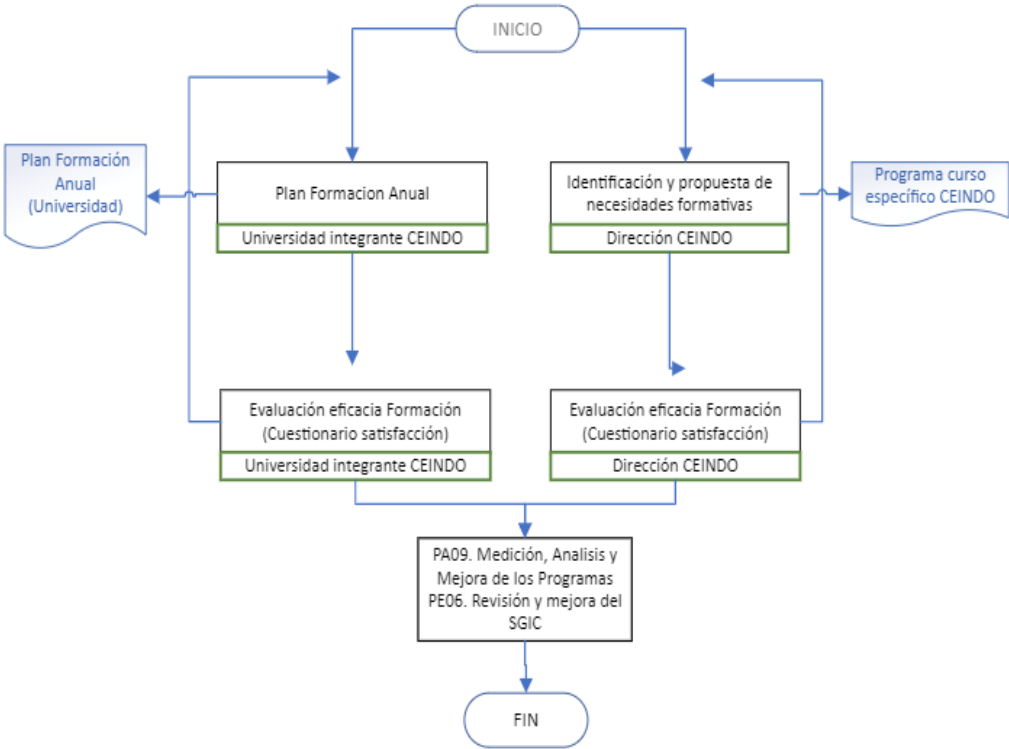 INICIO
Plan Formación
Anual
(Universidad)
Plan Formacion Anual
Universidad integrante CEINDO
Identificación y propuesta de
necesidades formativas
Dirección CEINDO
Programa curso
específico CEINDO
Evaluación eficacia Formación
(Cuestionario satisfacción)
Universidad integrante CEINDO
Evaluación eficacia Formación
(Cuestionario satisfacción)
Dirección CEINDO
PA09. Medición, Analisis y
Mejora de los Programas
PE06. Revisión y mejora del
SGIC
FIN